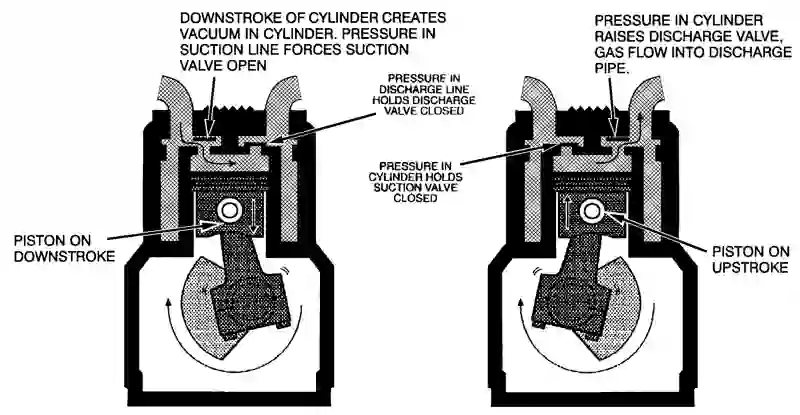 DOWNSTROKE OF CYLINDER CREATES
VACUUM IN CYLINDER. PRESSURE IN
SUCTION LINE FORCES SUCTION
VALVE OPEN
PRESSURE IN
DISCHARGE LINE
HOLDS DISCHARGE
VALVE CLOSED
PISTON ON
DOWNSTROKE
PRESSURE IN CYLINDER
RAISES DISCHARGE VALVE,
GAS FLOW INTO DISCHARGE
PIPE.
PRESSURE IN
CYLINDER HOLDS
SUCTION VALVE
CLOSED
PISTON ON
UPSTROKE